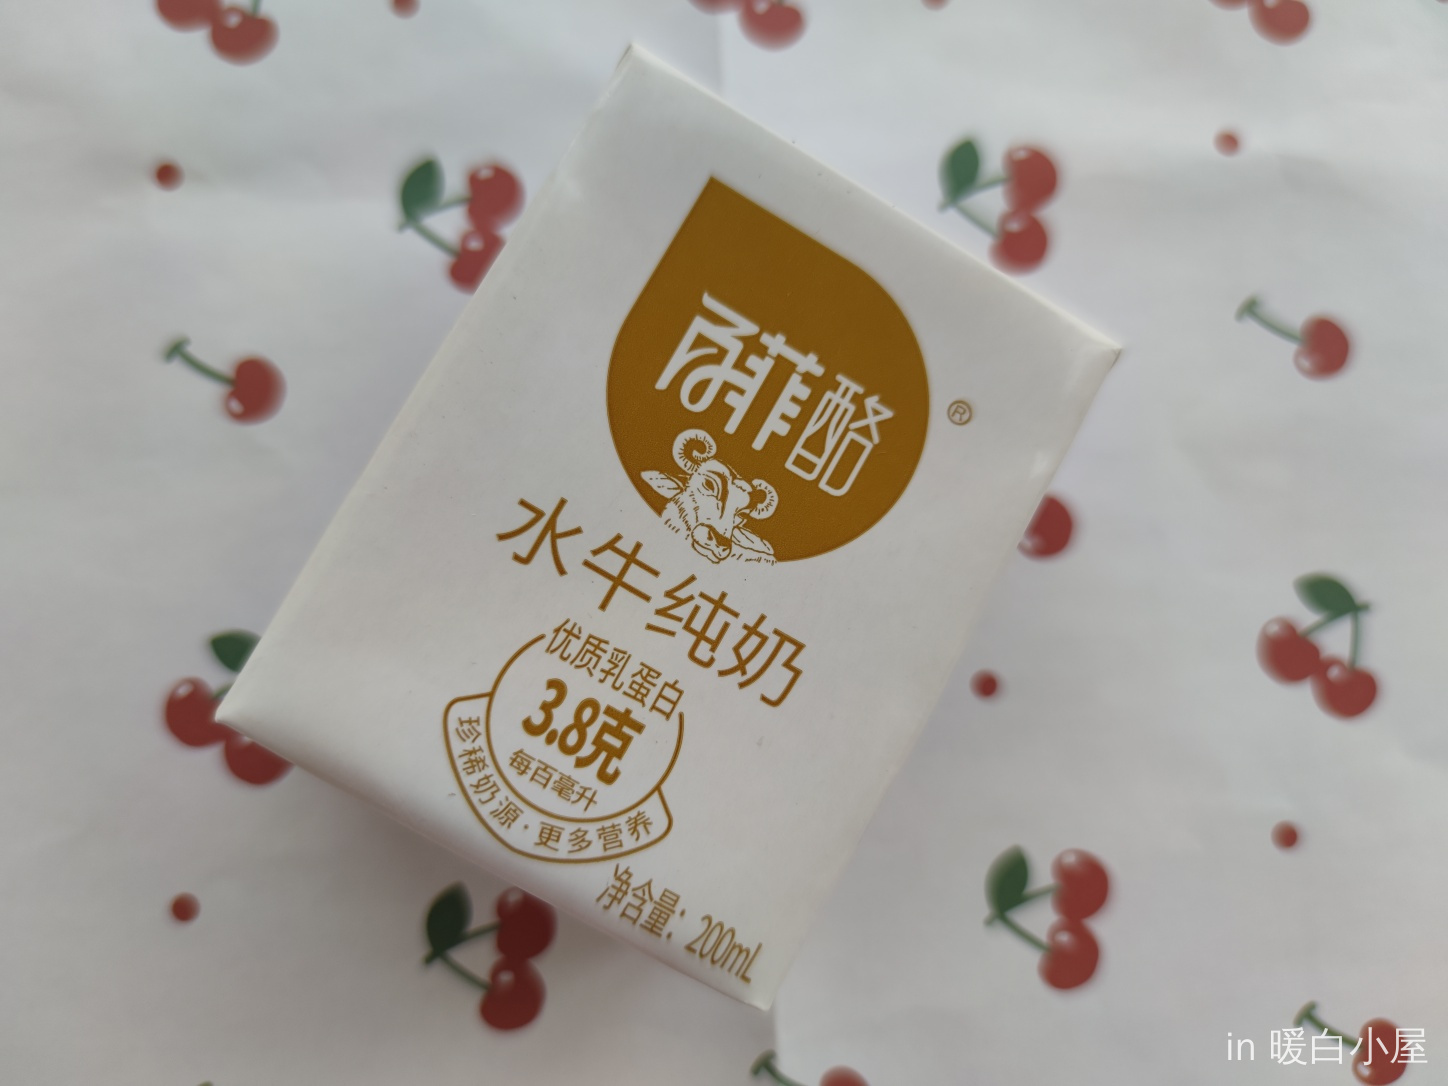 百菲酪
®
水牛纯奶
优质乳蛋白
3.8克
每百毫升
珍稀奶源·更多营养
净含量：200mL
in 暖白小屋